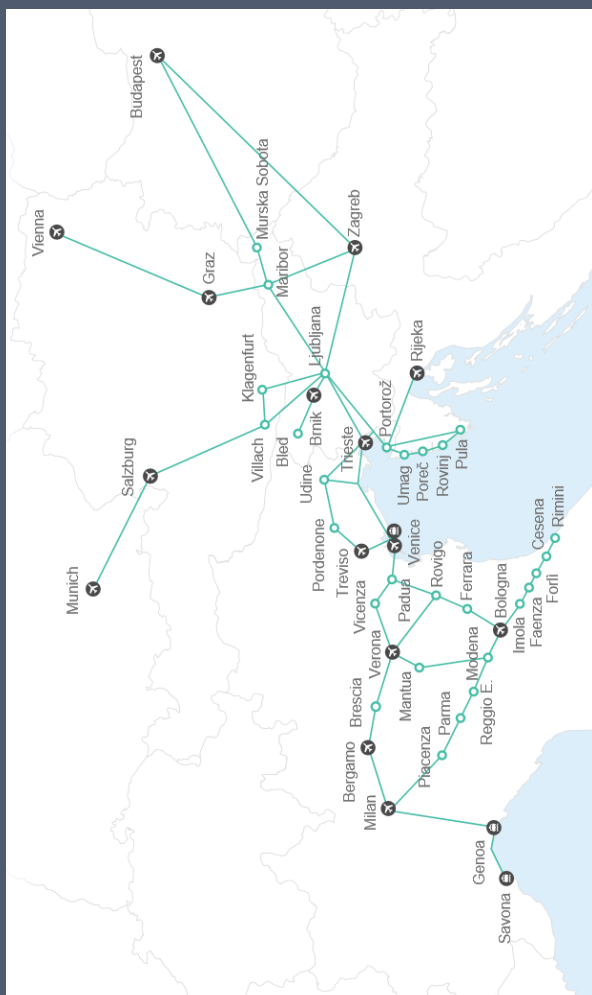 Budapest
Vienna
Murska Sobota
Zagreb
Graz
Maribor
Ljubljana
Klagenfurt
Rijeka
Brnik
Portorož
Villach
Bled
Trieste
Salzburg
Udine
Umag
Poreč
Rovinj
Pula
Pordenone
Treviso
Venice
Munich
Vicenza
Padua
Rovigo
Ferrara
Bologna
Imola
Faenza
Forlì
Cesena
Rimini
Verona
Mantua
Modena
Reggio E.
Brescia
Parma
Bergamo
Piacenza
Milan
Genoa
Savona